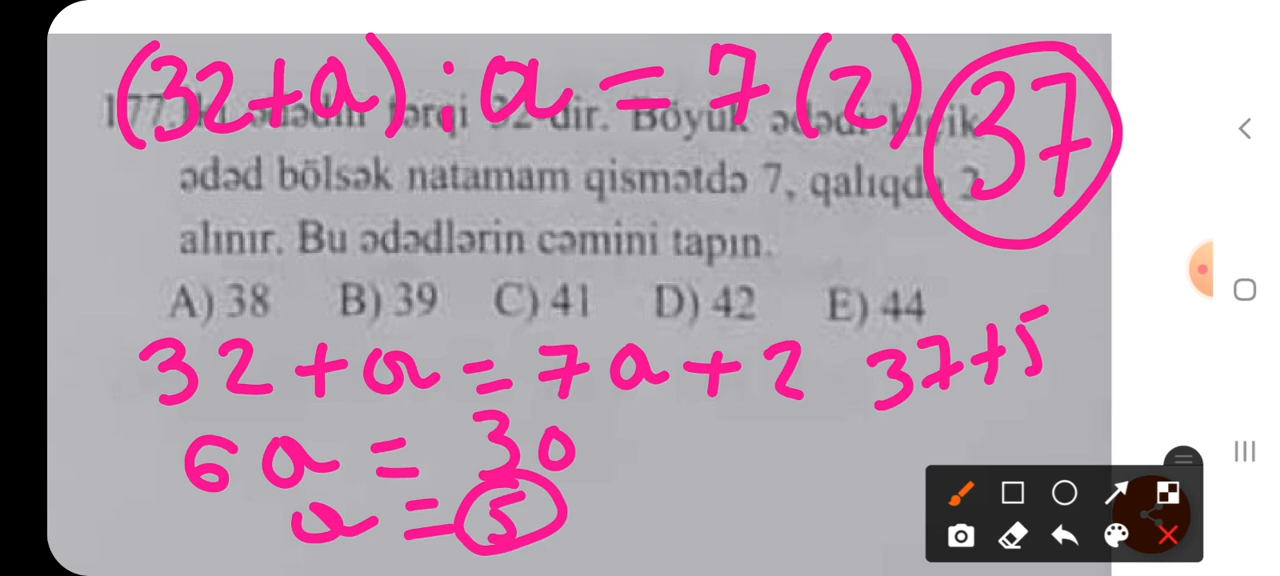 (32+a) : a = 7 (2) 37
177. ədədin fərqi 32-dir. Böyük ədədi kiçik
ədəd bölsək natamam qismətdə 7, qalıqda 2
alınır. Bu ədədlərin cəmini tapın.
A) 38 B) 39 C) 41 D) 42 E) 44
32 + a = 7a + 2 37+5
6a = 30
a = 5